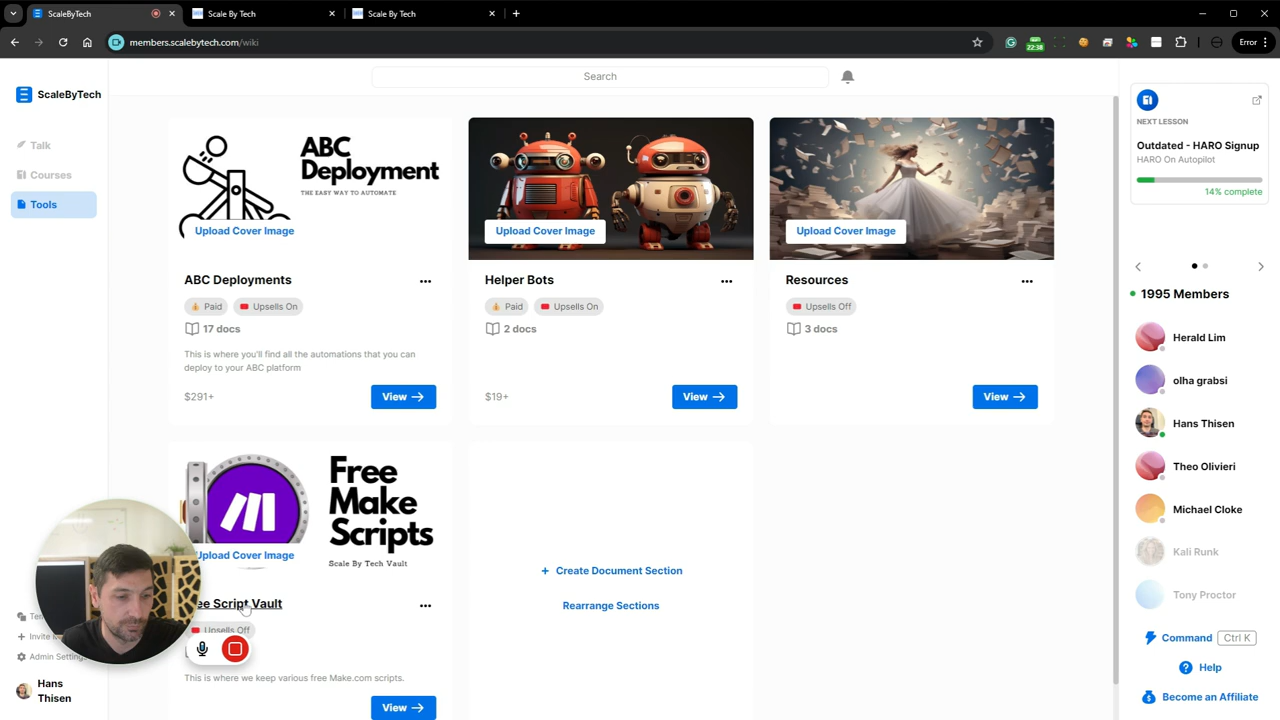 ScaleByTech
Scale By Tech
Scale By Tech
members.scalebytech.com/wiki
22:38
Error
ScaleByTech
Talk
Courses
Tools
Search
ABC
Deployment
THE EASY WAY TO AUTOMATE
Upload Cover Image
ABC Deployments
Paid
Upsells On
17 docs
This is where you'll find all the automations that you can
deploy to your ABC platform
$291+
View
Upload Cover Image
Helper Bots
Paid
Upsells On
2 docs
$19+
View
Upload Cover Image
Resources
Upsells Off
3 docs
View
Free
Make
Scripts
Scale By Tech Vault
Upload Cover Image
ee Script Vault
Upsells Off
This is where we keep various free Make.com scripts.
View
+ Create Document Section
Rearrange Sections
Invite
Admin Setting
Hans
Thisen
NEXT LESSON
Outdated - HARO Signup
HARO On Autopilot
14% complete
1995 Members
Herald Lim
olha grabsi
Hans Thisen
Theo Olivieri
Michael Cloke
Kali Runk
Tony Proctor
Command Ctrl K
Help
Become an Affiliate